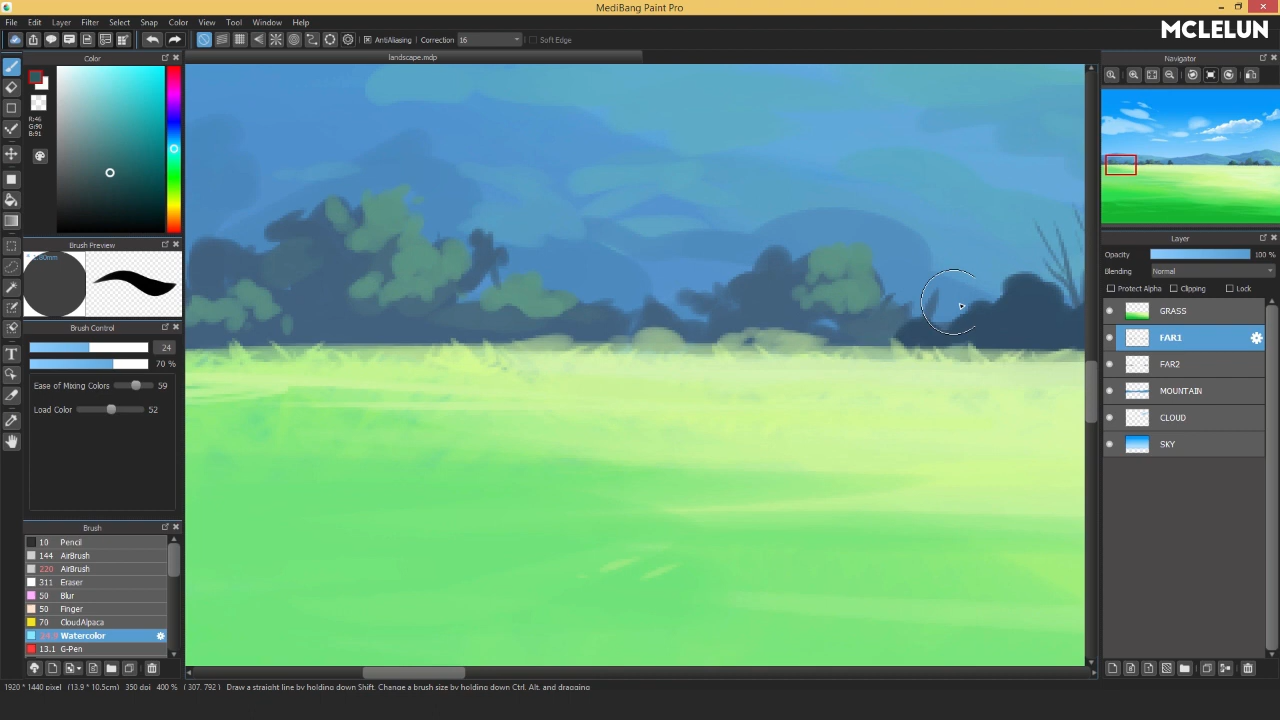 MediBang Paint Pro
File Edit Layer Filter Select Snap Color View Tool Window Help
MCLELUN
AntiAliasing Correction 16 Soft Edge
Color
landscape.mdp
Navigator
R:46
G:90
B:91
Brush Preview
Layer
Opacity 100 %
Blending Normal
Protect Alpha Clipping Lock
GRASS
Brush Control
FAR1
24
70 %
FAR2
Ease of Mixing Colors 59
MOUNTAIN
Load Color 52
CLOUD
SKY
Brush
10 Pencil
144 AirBrush
220 AirBrush
311 Eraser
50 Blur
50 Finger
70 CloudAlpaca
Watercolor
13.1 G-Pen
1920 * 1440 pixel (13.9 * 10.5cm) 350 dpi 400 % ( 307, 792 ) Draw a straight line by holding down Shift, Change a brush size by holding down Ctrl, Alt, and dragging